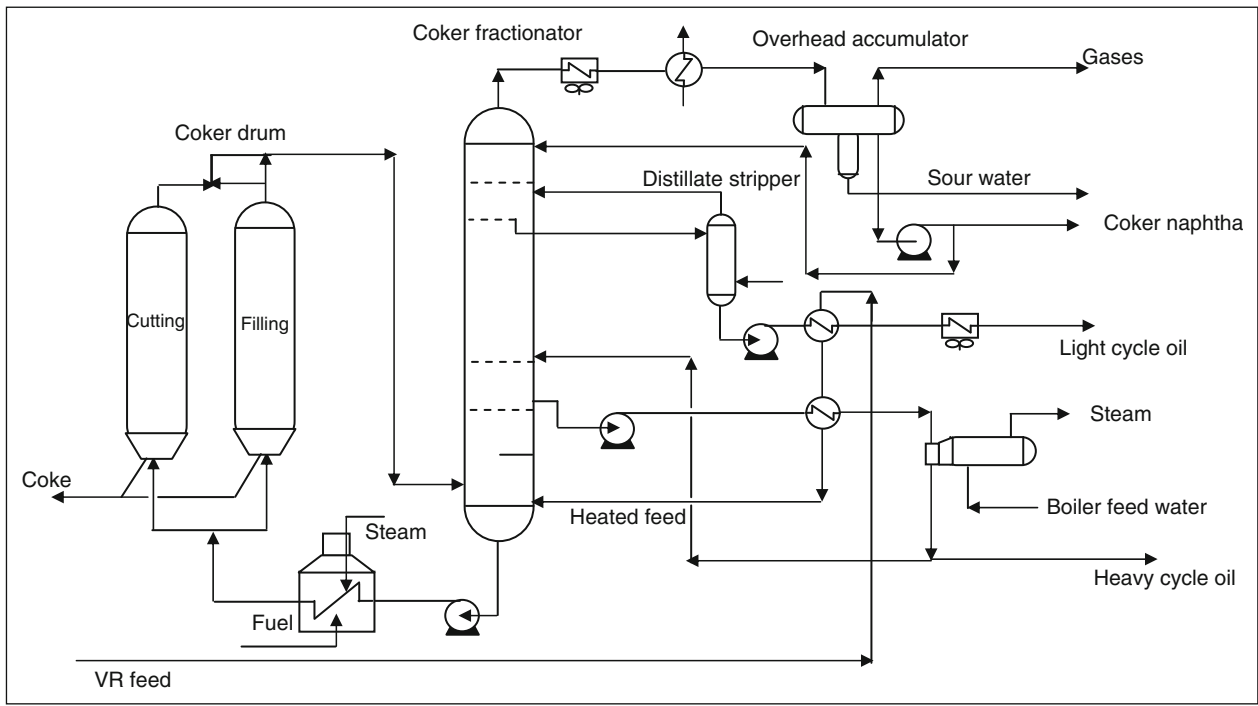 Coker fractionator
Overhead accumulator
Gases
Coker drum
Distillate stripper
Sour water
Coker naphtha
Cutting
Filling
Light cycle oil
Steam
Coke
Heated feed
Boiler feed water
Steam
Heavy cycle oil
Fuel
VR feed